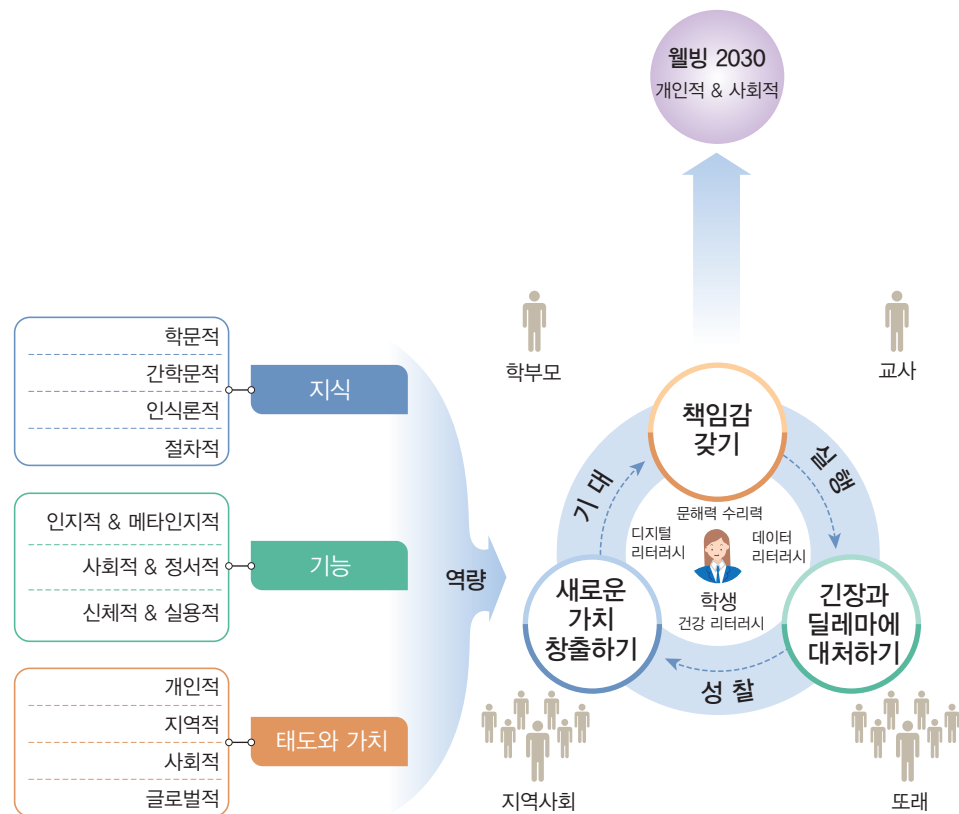 웰빙 2030
개인적 & 사회적
학부모
교사
학문적
간학문적
인식론적
절차적
지식
인지적 & 메타인지적
사회적 & 정서적
신체적 & 실용적
기능
개인적
지역적
사회적
글로벌적
태도와 가치
역량
책임감
갖기
기대
실행
문해력 수리력
디지털
리터러시
데이터
리터러시
학생
건강 리터러시
새로운
가치
창출하기
긴장과
딜레마에
대처하기
성찰
지역사회
또래